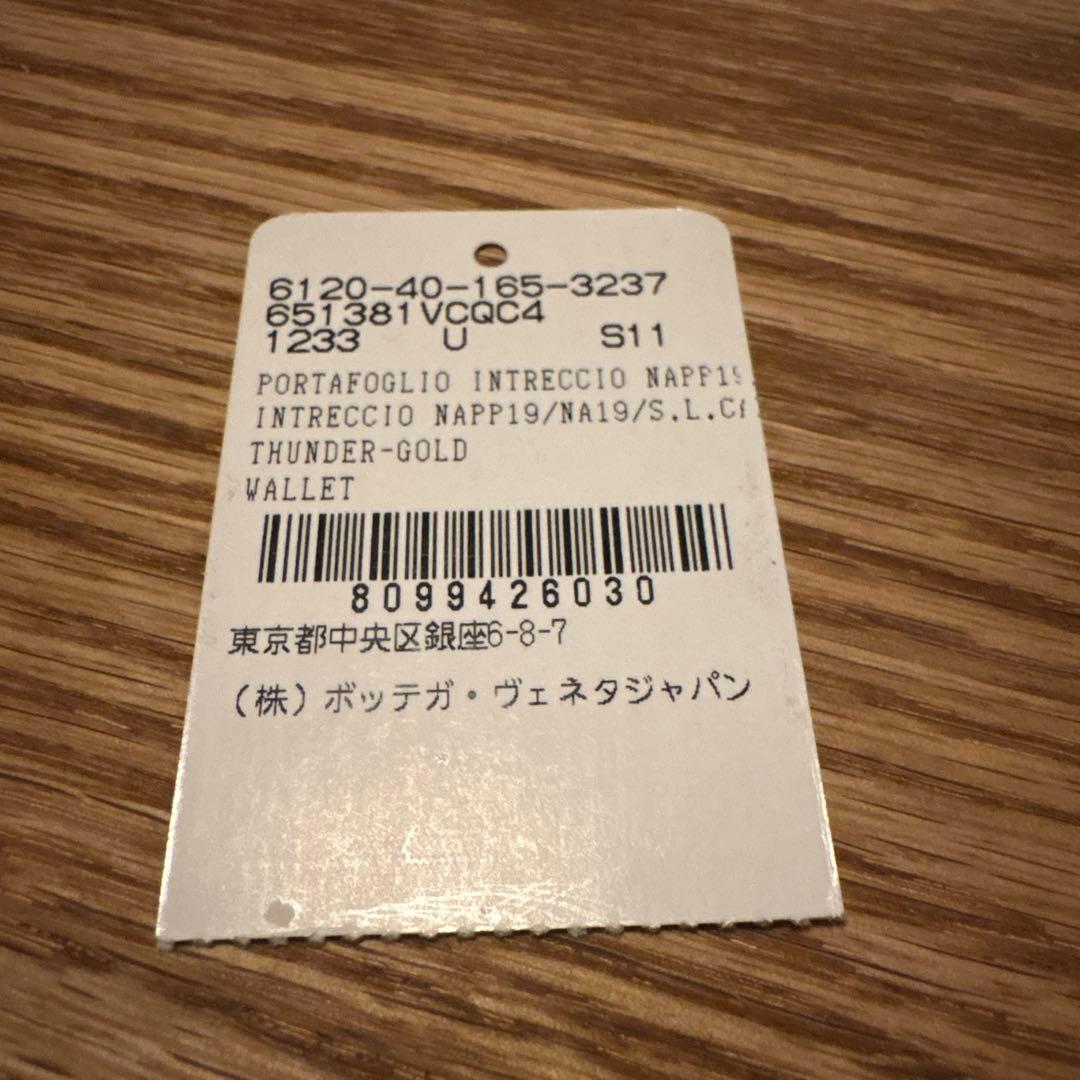 6120-40-165-3237
651381VCQC4
1233 U S11
PORTAFOGLIO INTRECCIO NAPP19
INTRECCIO NAPP19/NA19/S.L.
THUNDER-GOLD
WALLET
8099426030
東京都中央区銀座6-8-7
(株)ボッテガ・ヴェネタジャパン